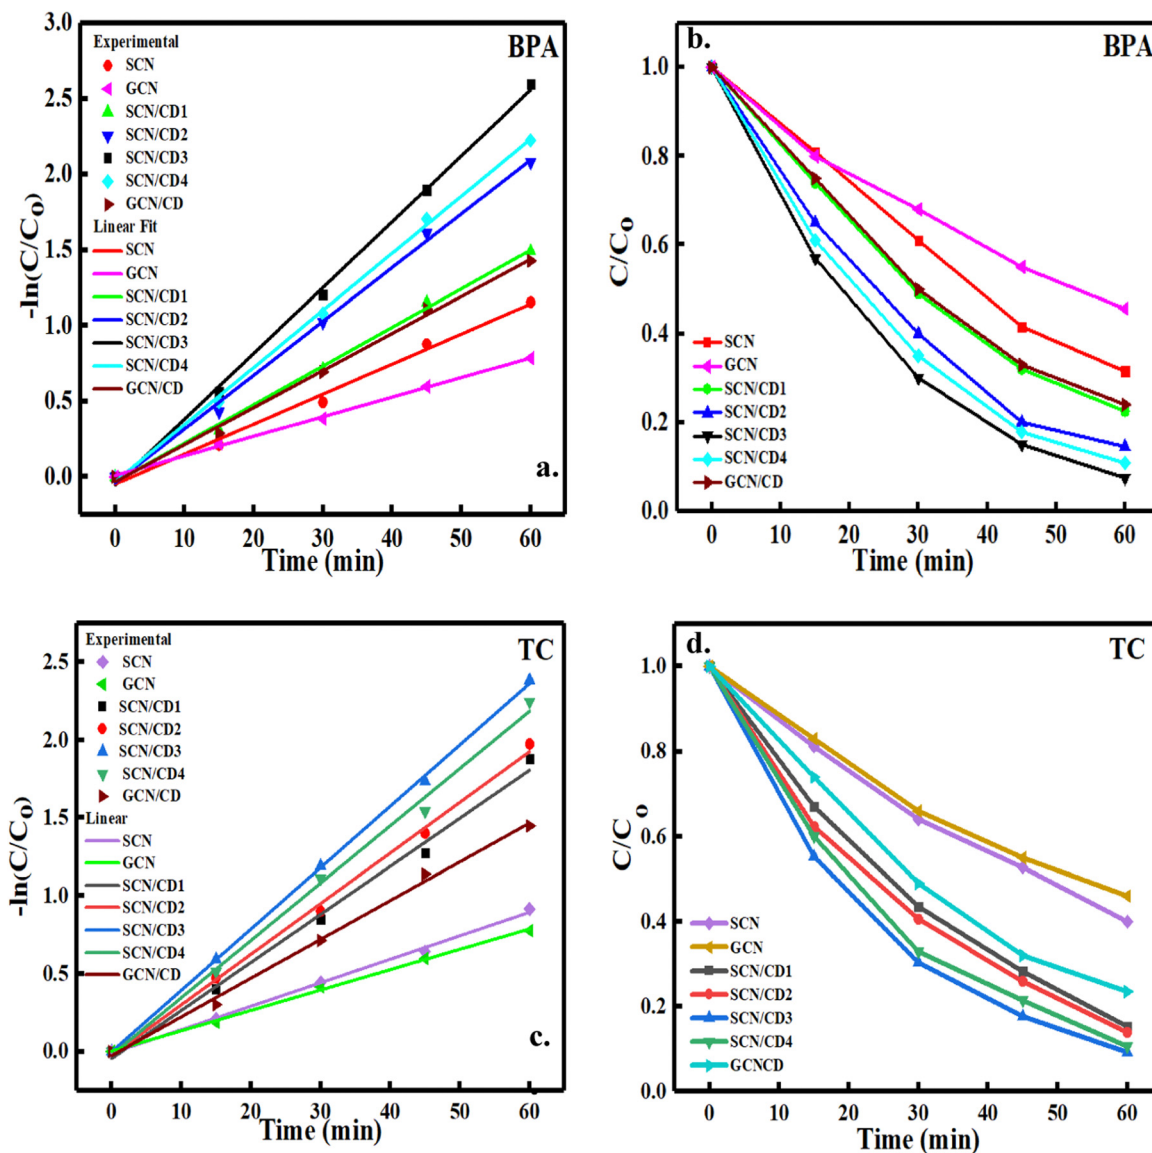 3.0
2.5
2.0
1.5
1.0
0.5
0.0
-ln(C/C₀)
BPA
Experimental
SCN
GCN
SCN/CD1
SCN/CD2
SCN/CD3
SCN/CD4
GCN/CD
Linear Fit
SCN
GCN
SCN/CD1
SCN/CD2
SCN/CD3
SCN/CD4
GCN/CD
a.
0 10 20 30 40 50 60
Time (min)
b.
BPA
1.0
0.8
0.6
0.4
0.2
0.0
C/C₀
SCN
GCN
SCN/CD1
SCN/CD2
SCN/CD3
SCN/CD4
GCN/CD
0 10 20 30 40 50 60
Time (min)
TC
2.5
2.0
1.5
1.0
0.5
0.0
-ln(C/C₀)
Experimental
SCN
GCN
SCN/CD1
SCN/CD2
SCN/CD3
SCN/CD4
GCN/CD
Linear
SCN
GCN
SCN/CD1
SCN/CD2
SCN/CD3
SCN/CD4
GCN/CD
c.
0 10 20 30 40 50 60
Time (min)
d.
TC
1.0
0.8
0.6
0.4
0.2
0.0
C/C₀
SCN
GCN
SCN/CD1
SCN/CD2
SCN/CD3
SCN/CD4
GCNCD
0 10 20 30 40 50 60
Time (min)